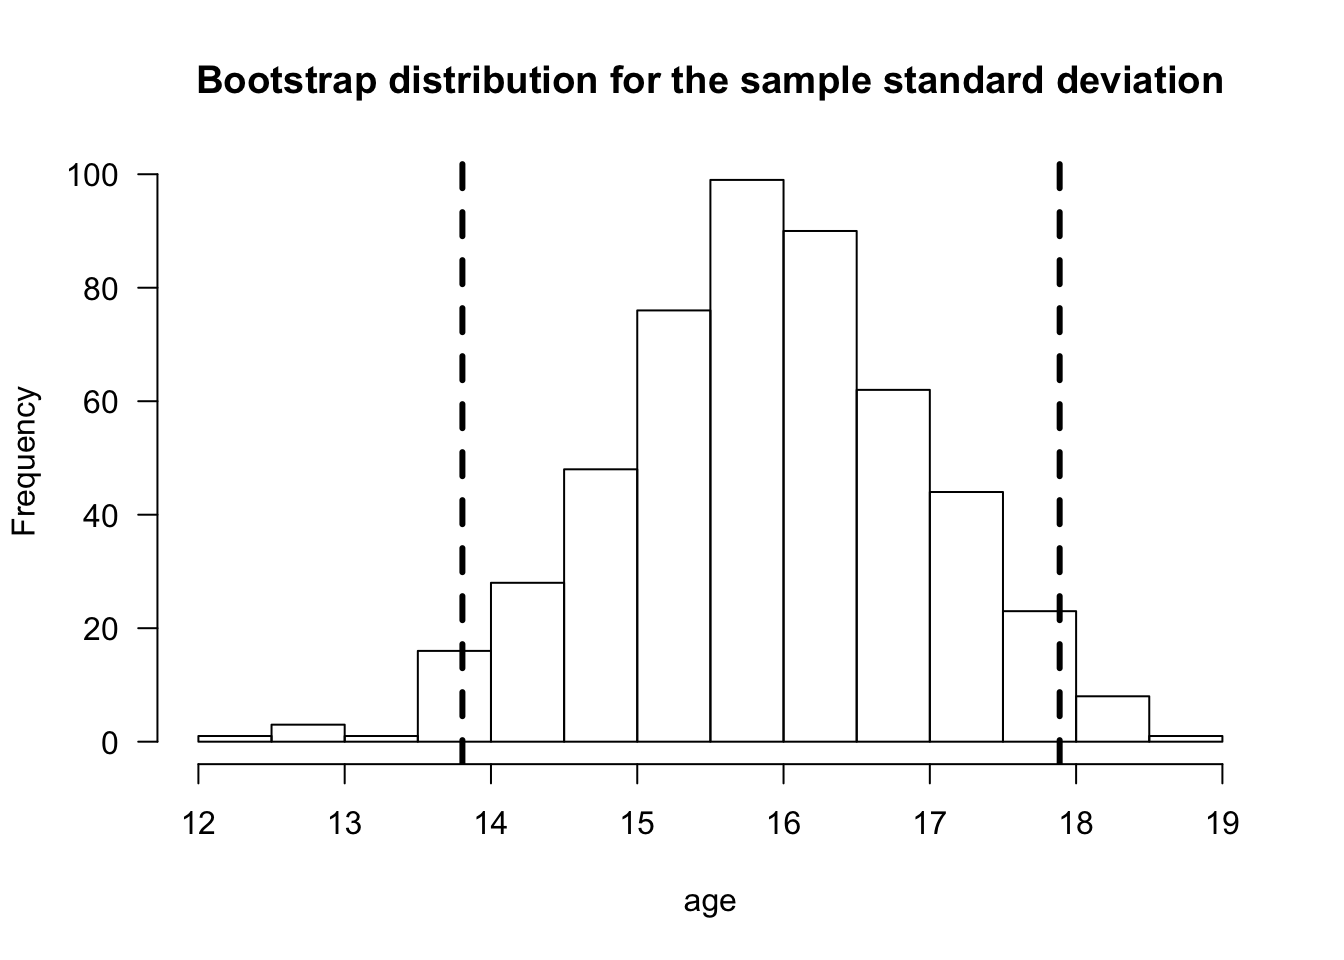 Bootstrap distribution for the sample standard deviation
100
80
60
40
20
0
Frequency
12 13 14 15 16 17 18 19
age